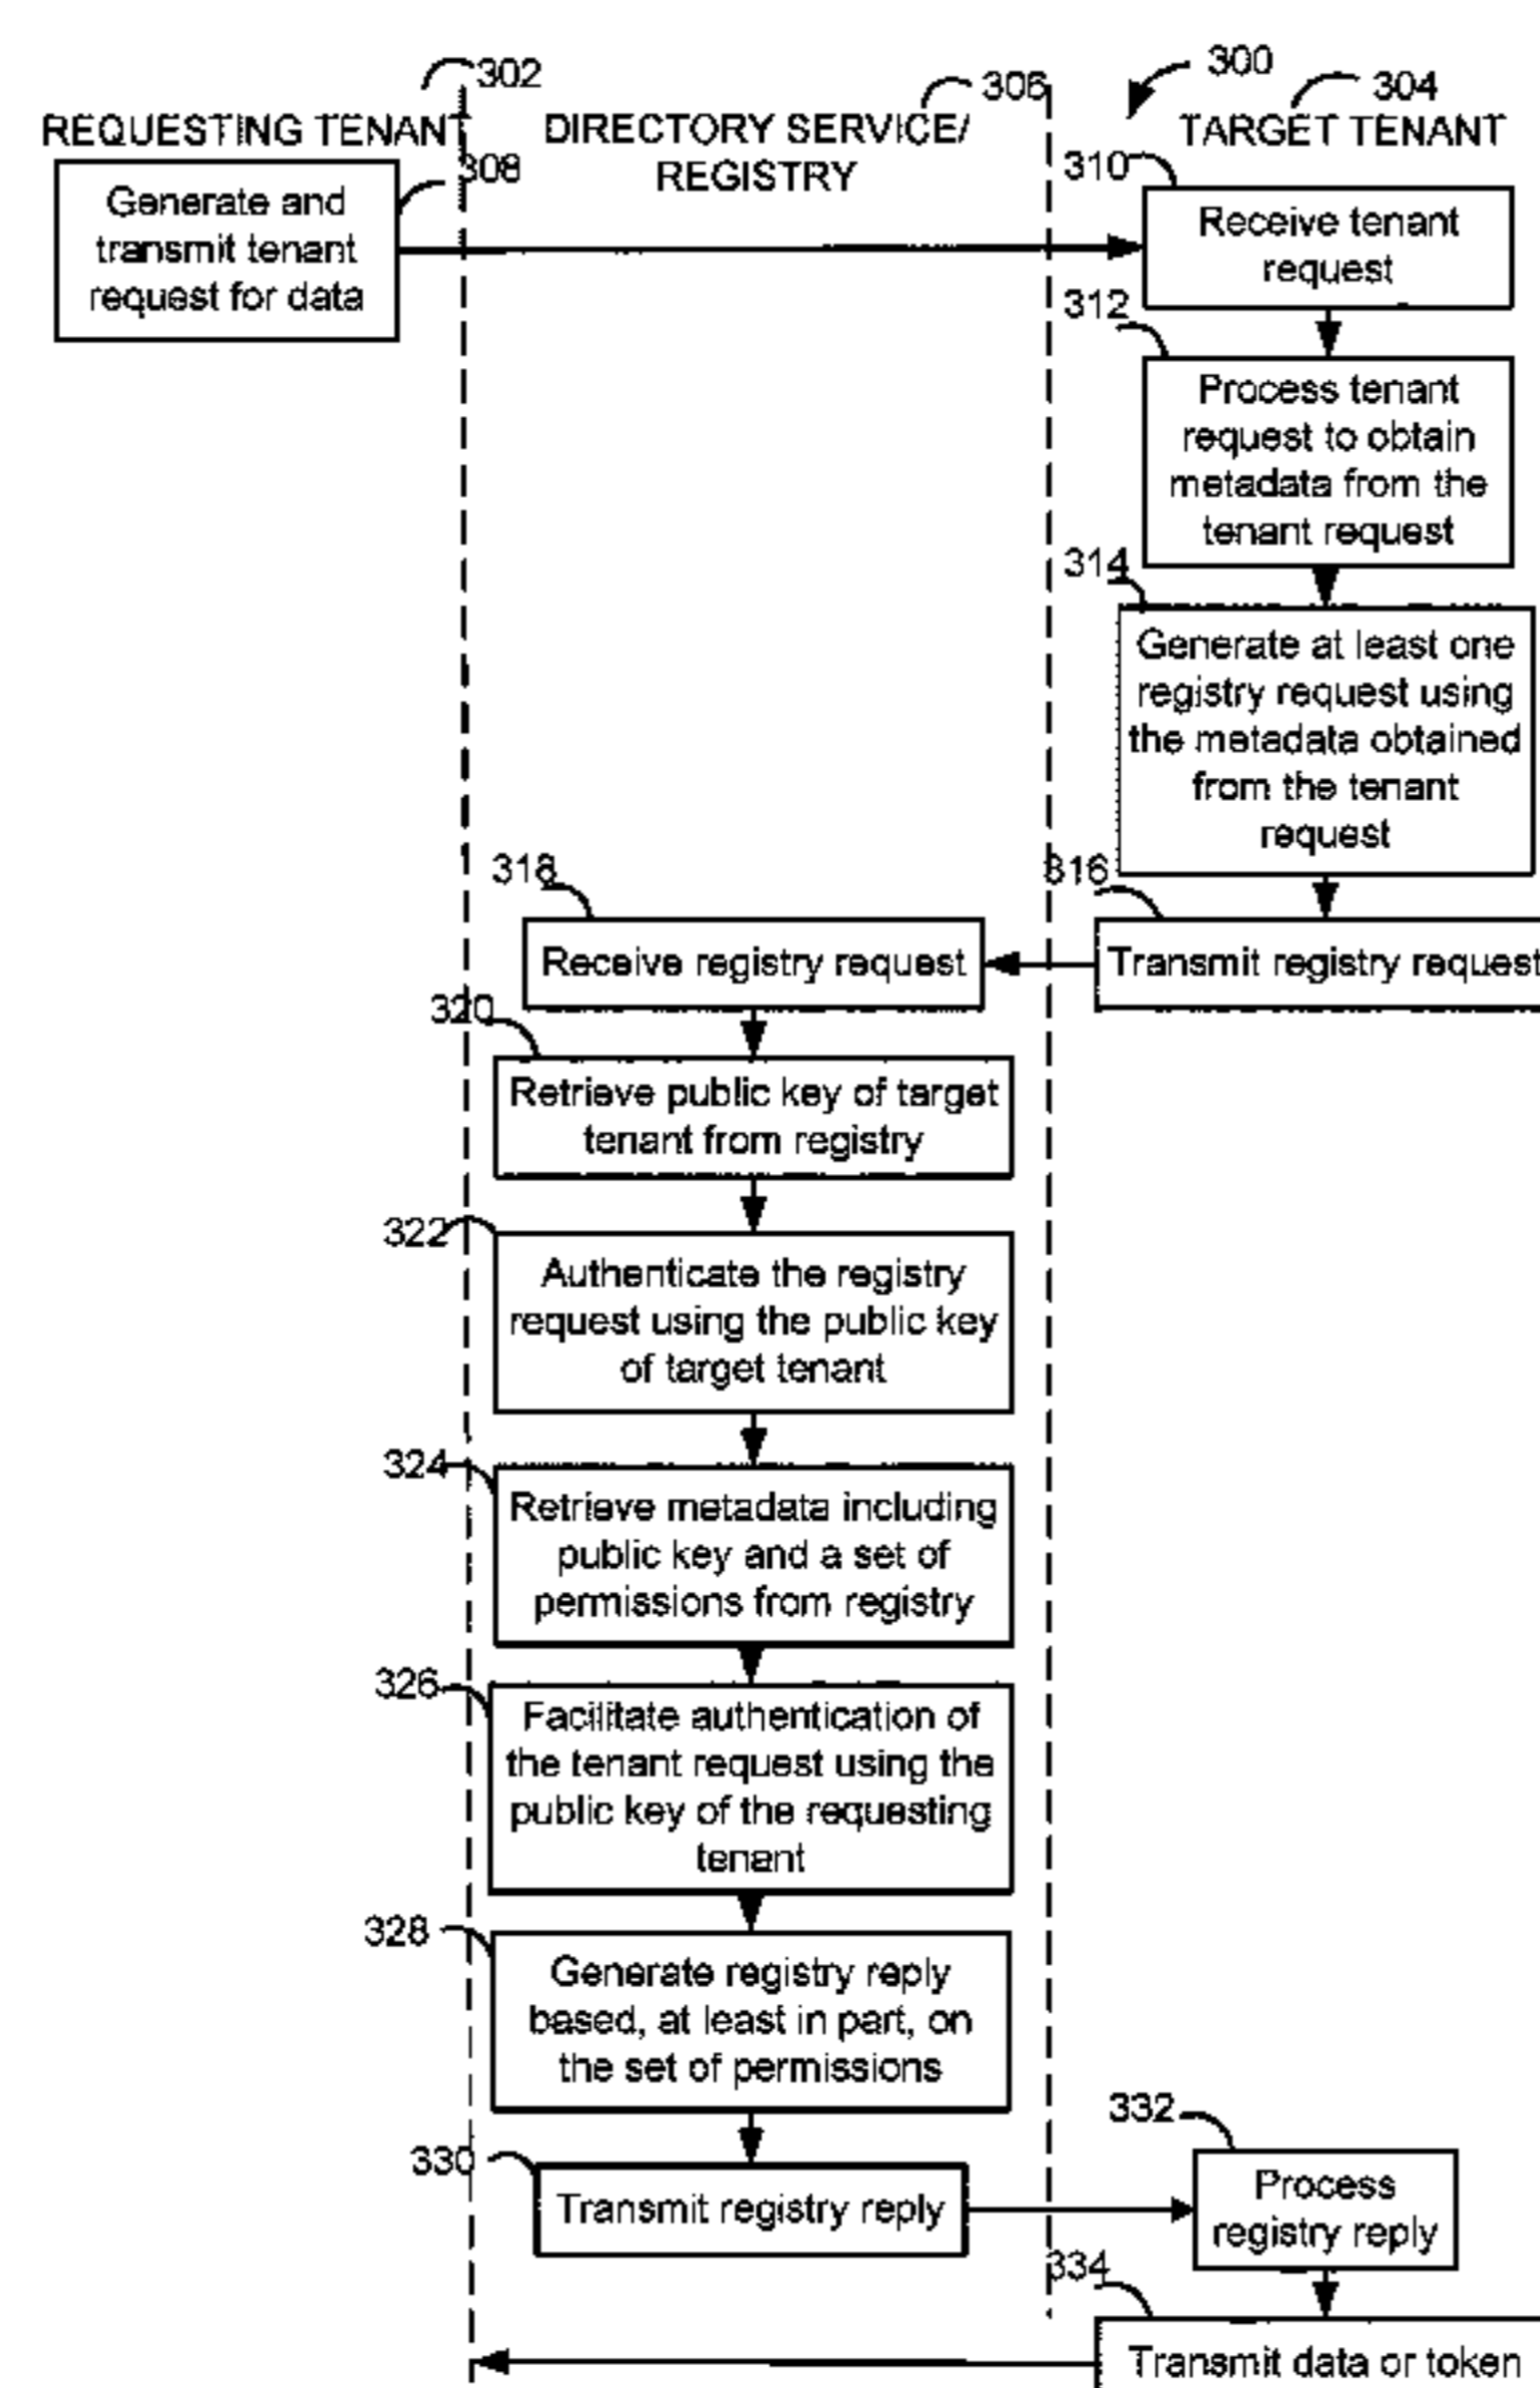 302
306
300
304
REQUESTING TENANT
DIRECTORY SERVICE/
REGISTRY
TARGET TENANT
308
Generate and
transmit tenant
request for data
310
Receive tenant
request
312
Process tenant
request to obtain
metadata from the
tenant request
314
Generate at least one
registry request using
the metadata obtained
from the tenant
request
316
Transmit registry request
318
Receive registry request
320
Retrieve public key of target
tenant from registry
322
Authenticate the registry
request using the public key
of target tenant
324
Retrieve metadata including
public key and a set of
permissions from registry
326
Facilitate authentication of
the tenant request using the
public key of the requesting
tenant
328
Generate registry reply
based, at least in part, on
the set of permissions
330
Transmit registry reply
332
Process
registry reply
334
Transmit data or token